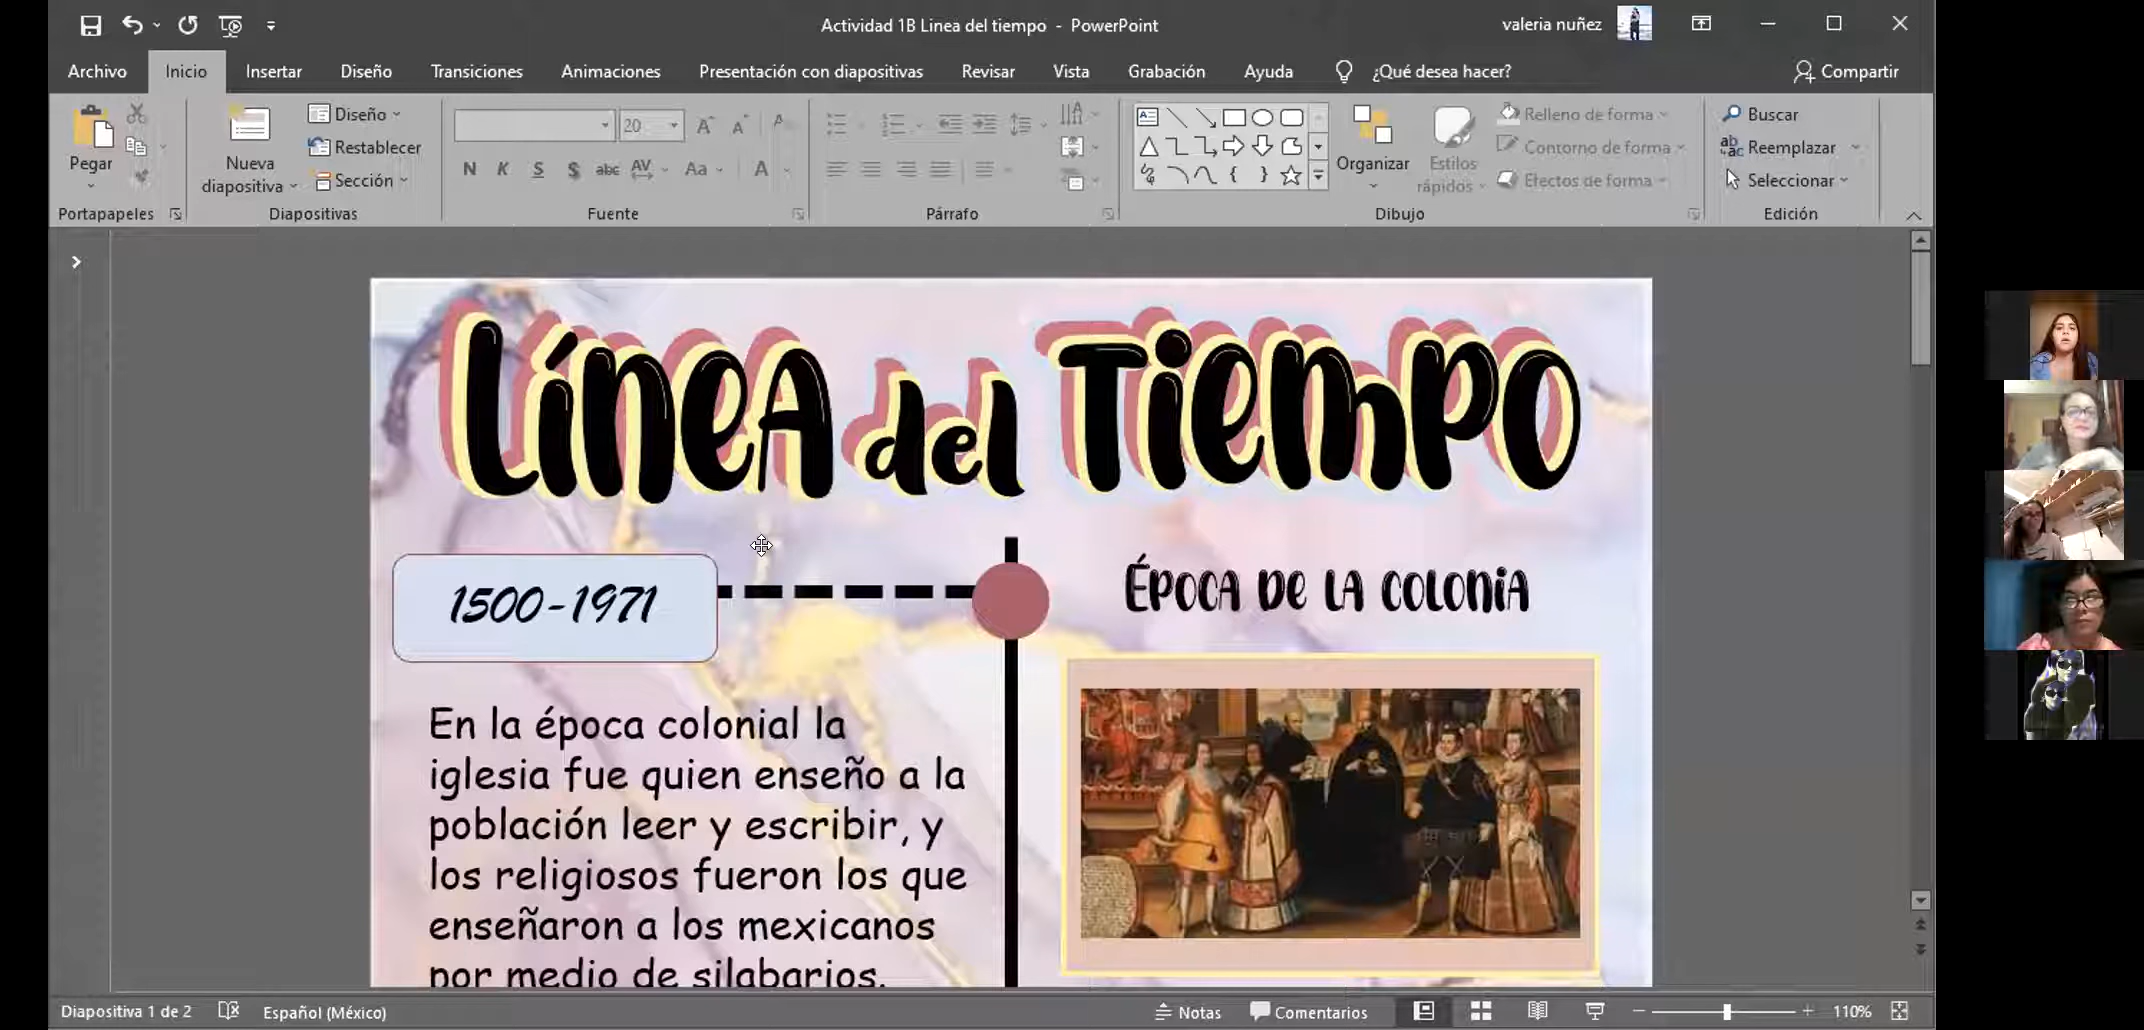 Actividad 1B Linea del tiempo - PowerPoint
valeria nuñez
Archivo
Inicio
Insertar
Diseño
Transiciones
Animaciones
Presentación con diapositivas
Revisar
Vista
Grabación
Ayuda
¿Qué desea hacer?
Compartir
Pegar
Portapapeles
Nueva diapositiva
Diseño
Restablecer
Sección
Diapositivas
20
N K S S abc AV Aa A
Fuente
Párrafo
Organizar
Estilos rápidos
Relleno de forma
Contorno de forma
Efectos de forma
Dibujo
Buscar
Reemplazar
Seleccionar
Edición
Línea del Tiempo
1500-1971
Época de la colonia
En la época colonial la
iglesia fue quien enseño a la
población leer y escribir, y
los religiosos fueron los que
enseñaron a los mexicanos
por medio de silabarios.
Diapositiva 1 de 2
Español (México)
Notas
Comentarios
110%